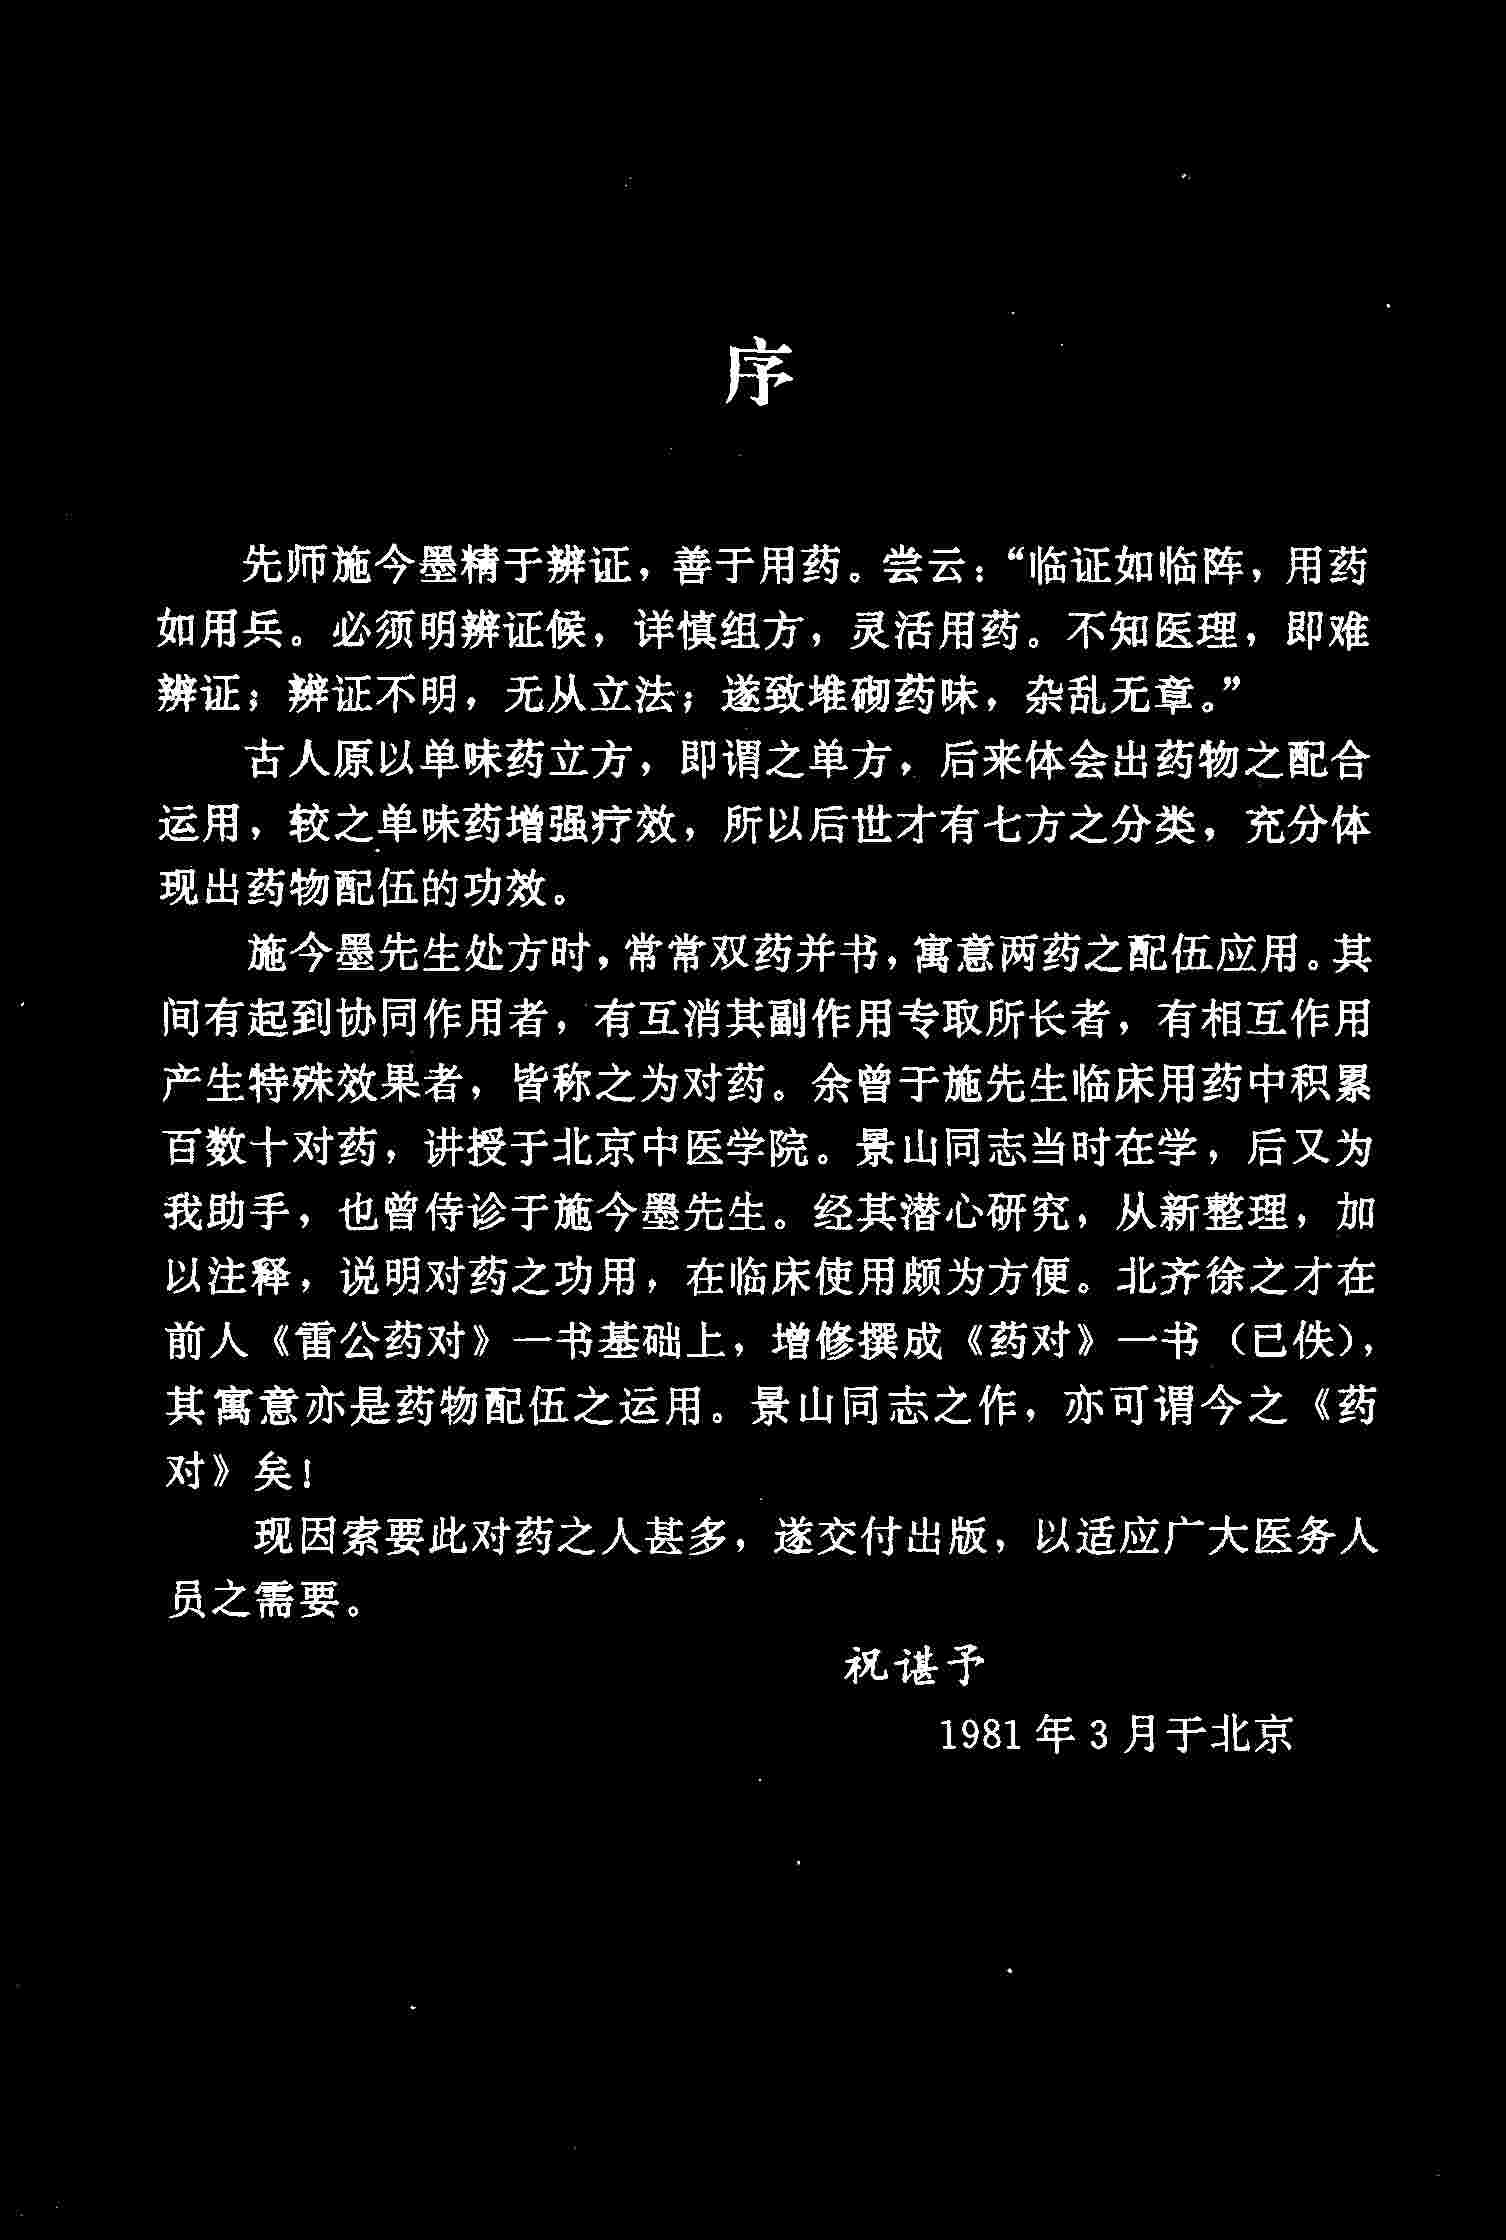 序
先师施今墨精于辨证，善于用药。尝云：“临证如临阵，用药
如用兵。必须明辨证候，详慎组方，灵活用药。不知医理，即难
辨证；辨证不明，无从立法；遂致堆砌药味，杂乱无章。”
古人原以单味药立方，即谓之单方，后来体会出药物之配合
运用，较之单味药增强疗效，所以后世才有七方之分类，充分体
现出药物配伍的功效。
施今墨先生处方时，常常双药并书，寓意两药之配伍应用。其
间有起到协同作用者，有互消其副作用专取所长者，有相互作用
产生特殊效果者，皆称之为对药。余曾于施先生临床用药中积累
百数十对药，讲授于北京中医学院。景山同志当时在学，后又为
我助手，也曾侍诊于施今墨先生。经其潜心研究，从新整理，加
以注释，说明对药之功用，在临床使用颇为方便。北齐徐之才在
前人《雷公药对》一书基础上，增修撰成《药对》一书（已佚），
其寓意亦是药物配伍之运用。景山同志之作，亦可谓今之《药
对》矣！
现因索要此对药之人甚多，遂交付出版，以适应广大医务人
员之需要。
祝谌予
1981 年 3 月于北京